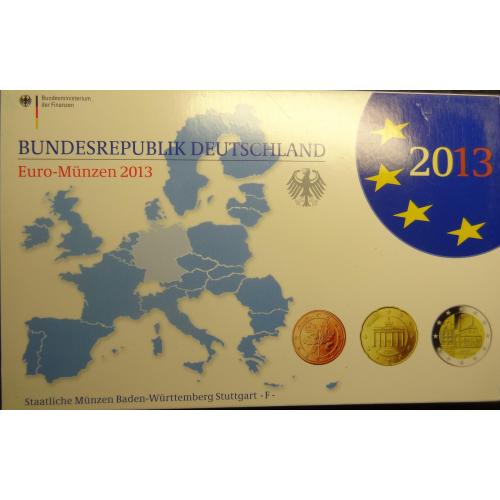 Bundesministerium
der Finanzen
BUNDESREPUBLIK DEUTSCHLAND
Euro-Münzen 2013
2013
Staatliche Münzen Baden-Württemberg Stuttgart - F -